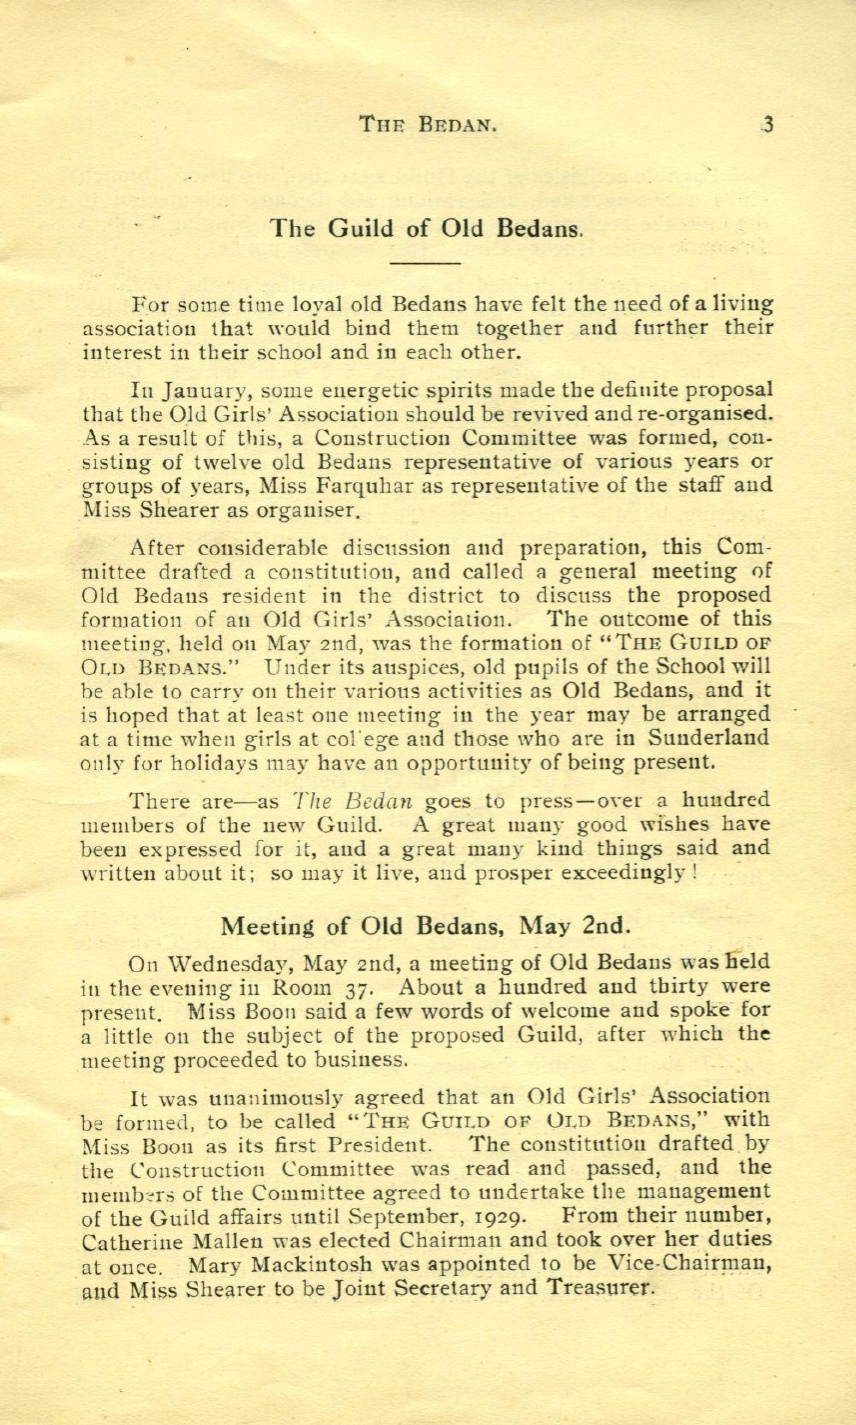 THE BEDAN. 3
The Guild of Old Bedans.
For some time loyal old Bedans have felt the need of a living
association that would bind them together and further their
interest in their school and in each other.
In January, some energetic spirits made the definite proposal
that the Old Girls' Association should be revived and re-organised.
As a result of this, a Construction Committee was formed, con-
sisting of twelve old Bedans representative of various years or
groups of years, Miss Farquhar as representative of the staff and
Miss Shearer as organiser.
After considerable discussion and preparation, this Com-
mittee drafted a constitution, and called a general meeting of
Old Bedans resident in the district to discuss the proposed
formation of an Old Girls' Association. The outcome of this
meeting, held on May 2nd, was the formation of "THE GUILD OF
OLD BEDANS." Under its auspices, old pupils of the School will
be able to carry on their various activities as Old Bedans, and it
is hoped that at least one meeting in the year may be arranged
at a time when girls at col ege and those who are in Sunderland
only for holidays may have an opportunity of being present.
There are—as The Bedan goes to press—over a hundred
members of the new Guild. A great many good wishes have
been expressed for it, and a great many kind things said and
written about it; so may it live, and prosper exceedingly!
Meeting of Old Bedans, May 2nd.
On Wednesday, May 2nd, a meeting of Old Bedans was held
in the evening in Room 37. About a hundred and thirty were
present. Miss Boon said a few words of welcome and spoke for
a little on the subject of the proposed Guild, after which the
meeting proceeded to business.
It was unanimously agreed that an Old Girls' Association
be formed, to be called "THE GUILD OF OLD BEDANS," with
Miss Boon as its first President. The constitution drafted by
the Construction Committee was read and passed, and the
members of the Committee agreed to undertake the management
of the Guild affairs until September, 1929. From their number,
Catherine Mallen was elected Chairman and took over her duties
at once. Mary Mackintosh was appointed to be Vice-Chairman,
and Miss Shearer to be Joint Secretary and Treasurer.